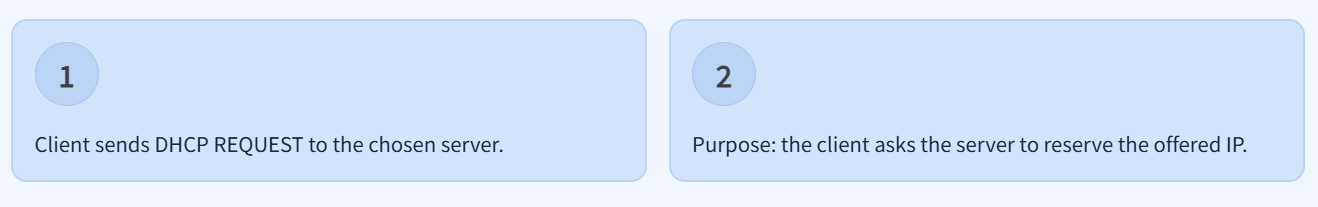 1
Client sends DHCP REQUEST to the chosen server.
2
Purpose: the client asks the server to reserve the offered IP.